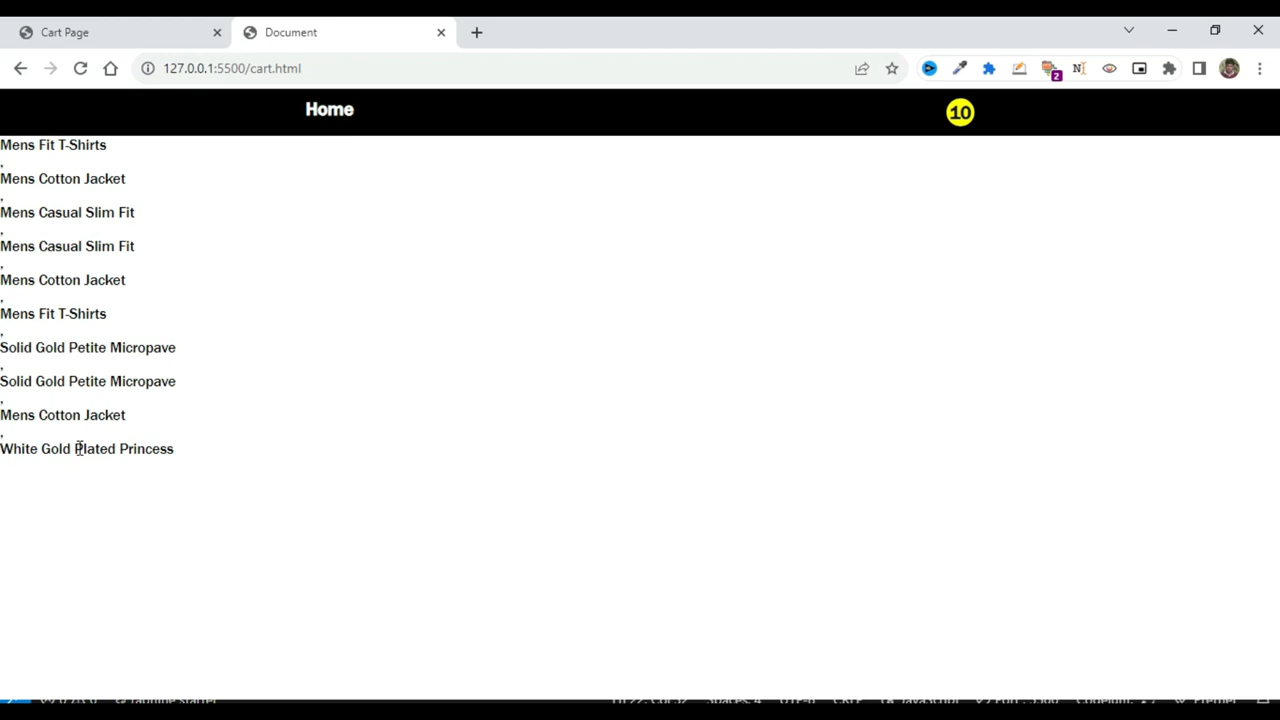 Cart Page
Document
127.0.0.1:5500/cart.html
2
Home
10
Mens Fit T-Shirts
,
Mens Cotton Jacket
,
Mens Casual Slim Fit
,
Mens Casual Slim Fit
,
Mens Cotton Jacket
,
Mens Fit T-Shirts
,
Solid Gold Petite Micropave
,
Solid Gold Petite Micropave
,
Mens Cotton Jacket
,
White Gold Plated Princess